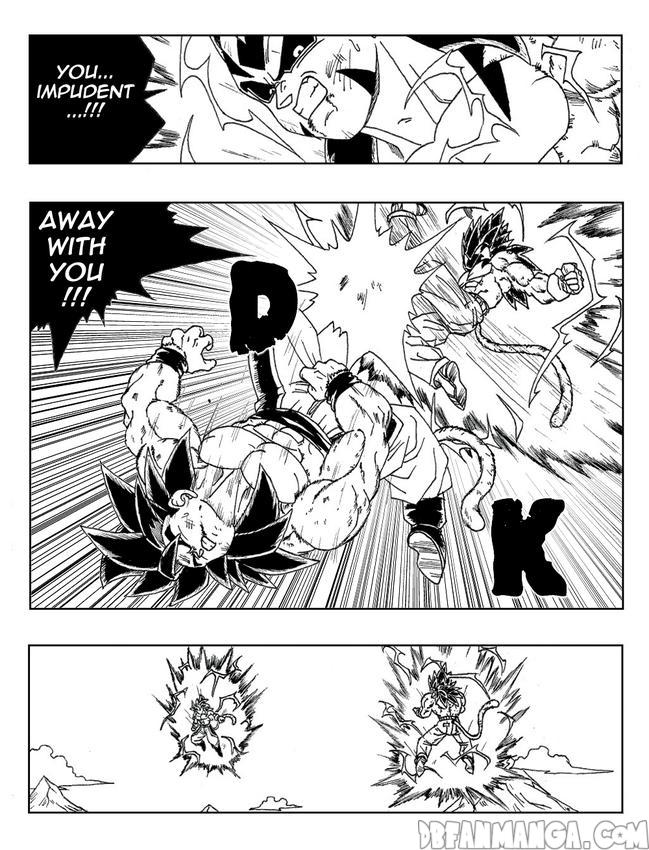 YOU...
IMPUDENT
...!!!
AWAY
WITH
YOU
!!!
D
K
DBFANMANGA.COM